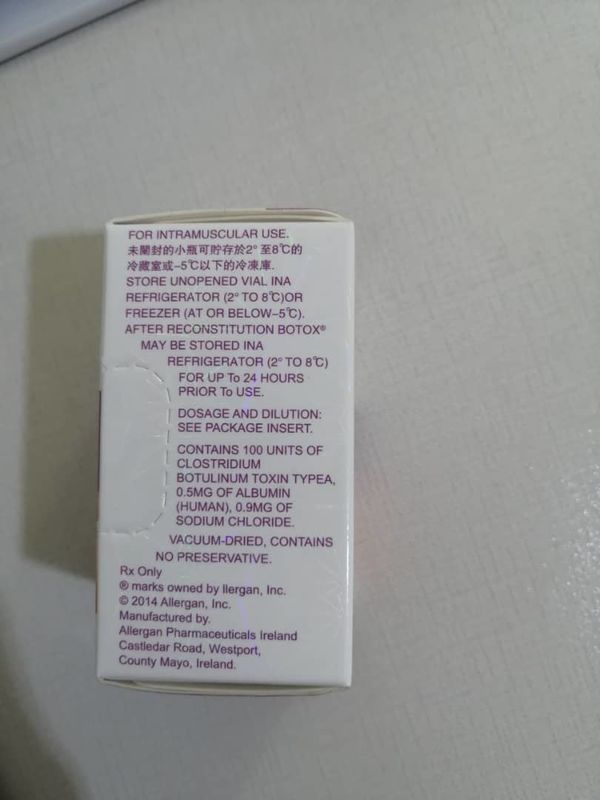 FOR INTRAMUSCULAR USE.
未開封的小瓶可貯存於2° 至8℃的
冷藏室或-5℃以下的冷凍庫.
STORE UNOPENED VIAL INA
REFRIGERATOR (2° TO 8℃)OR
FREEZER (AT OR BELOW-5℃).
AFTER RECONSTITUTION BOTOX®
MAY BE STORED INA
REFRIGERATOR (2° TO 8℃)
FOR UP To 24 HOURS
PRIOR To USE.
DOSAGE AND DILUTION:
SEE PACKAGE INSERT.
CONTAINS 100 UNITS OF
CLOSTRIDIUM
BOTULINUM TOXIN TYPEA,
0.5MG OF ALBUMIN
(HUMAN), 0.9MG OF
SODIUM CHLORIDE.
VACUUM-DRIED, CONTAINS
NO PRESERVATIVE.
Rx Only
® marks owned by llergan, Inc.
© 2014 Allergan, Inc.
Manufactured by.
Allergan Pharmaceuticals Ireland
Castledar Road, Westport,
County Mayo, Ireland.